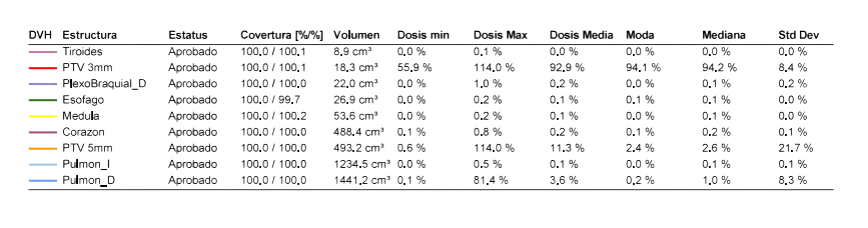 DVH Estructura Estatus Covertura [%/%] Volumen Dosis min Dosis Max Dosis Media Moda Mediana Std Dev
Tiroides Aprobado 100.0 / 100.1 8.9 cm³ 0.0 % 0.1 % 0.0 % 0.0 % 0.0 % 0.0 %
PTV 3mm Aprobado 100.0 / 100.1 18.3 cm³ 55.9 % 114.0 % 92.9 % 94.1 % 94.2 % 8.4 %
PlexoBraquial_D Aprobado 100.0 / 100.0 22.0 cm³ 0.0 % 1.0 % 0.2 % 0.0 % 0.1 % 0.2 %
Esofago Aprobado 100.0 / 99.7 26.9 cm³ 0.0 % 0.2 % 0.1 % 0.1 % 0.1 % 0.0 %
Medula Aprobado 100.0 / 100.2 53.6 cm³ 0.0 % 0.2 % 0.1 % 0.0 % 0.1 % 0.0 %
Corazon Aprobado 100.0 / 100.0 488.4 cm³ 0.1 % 0.8 % 0.2 % 0.1 % 0.2 % 0.1 %
PTV 5mm Aprobado 100.0 / 100.0 493.2 cm³ 0.6 % 114.0 % 11.3 % 2.4 % 2.6 % 21.7 %
Pulmon_I Aprobado 100.0 / 100.0 1234.5 cm³ 0.0 % 0.5 % 0.1 % 0.0 % 0.1 % 0.1 %
Pulmon_D Aprobado 100.0 / 100.0 1441.2 cm³ 0.1 % 81.4 % 3.6 % 0.2 % 1.0 % 8.3 %